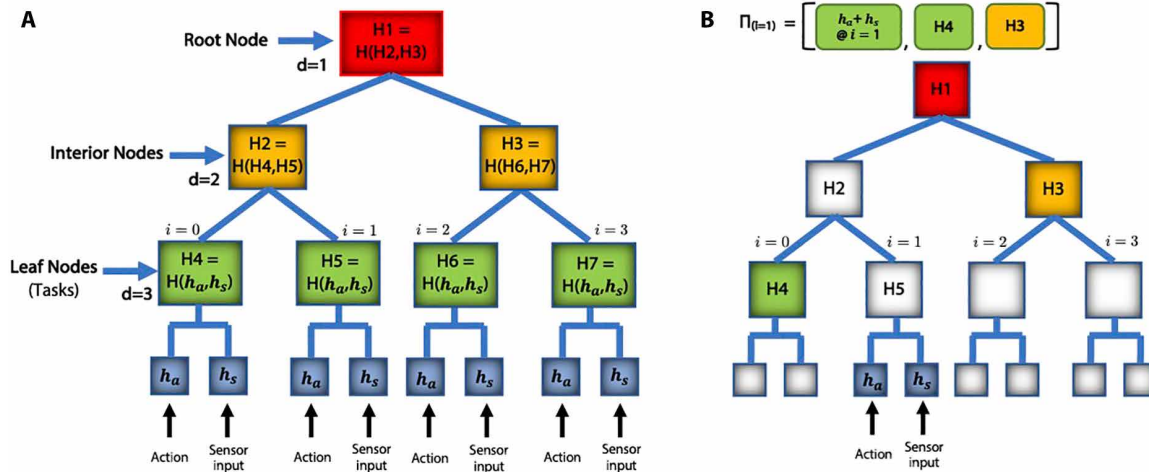 A
Root Node
d=1
H1 =
H(H2,H3)
Interior Nodes
d=2
H2 =
H(H4,H5)
H3 =
H(H6,H7)
i = 0
i = 1
i = 2
i = 3
Leaf Nodes
(Tasks)
d=3
H4 =
H(hₐ,hₛ)
H5 =
H(hₐ,hₛ)
H6 =
H(hₐ,hₛ)
H7 =
H(hₐ,hₛ)
hₐ
hₛ
hₐ
hₛ
hₐ
hₛ
hₐ
hₛ
Action
Sensor
input
Action
Sensor
input
Action
Sensor
input
Action
Sensor
input
B
Π(i=1) = [ hₐ+ hₛ
@ i = 1 , H4 , H3 ]
H1
H2
H3
i = 0
i = 1
i = 2
i = 3
H4
H5
hₐ
hₛ
Action
Sensor
input